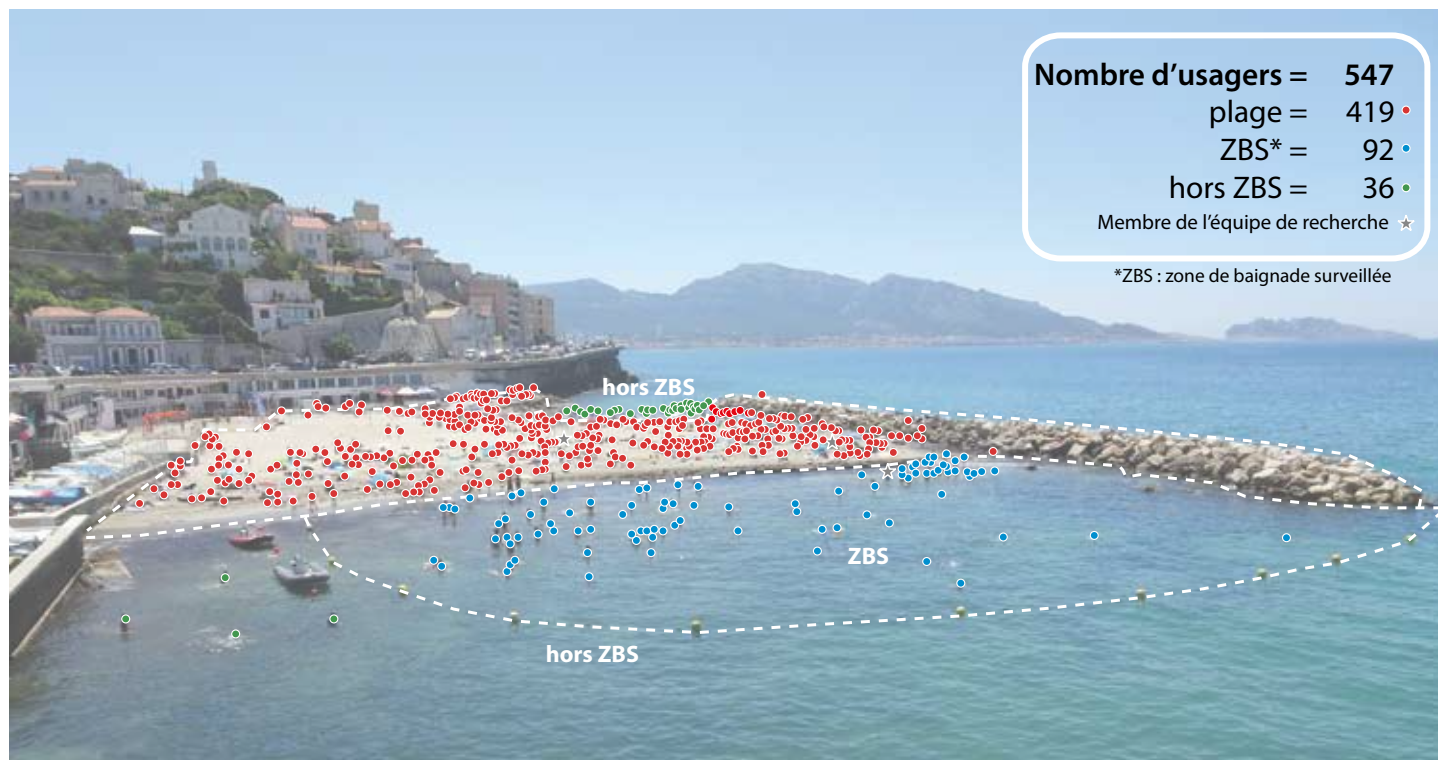 Nombre d’usagers = 547
plage = 419
ZBS* = 92
hors ZBS = 36
Membre de l’équipe de recherche
*ZBS : zone de baignade surveillée
hors ZBS
ZBS
hors ZBS